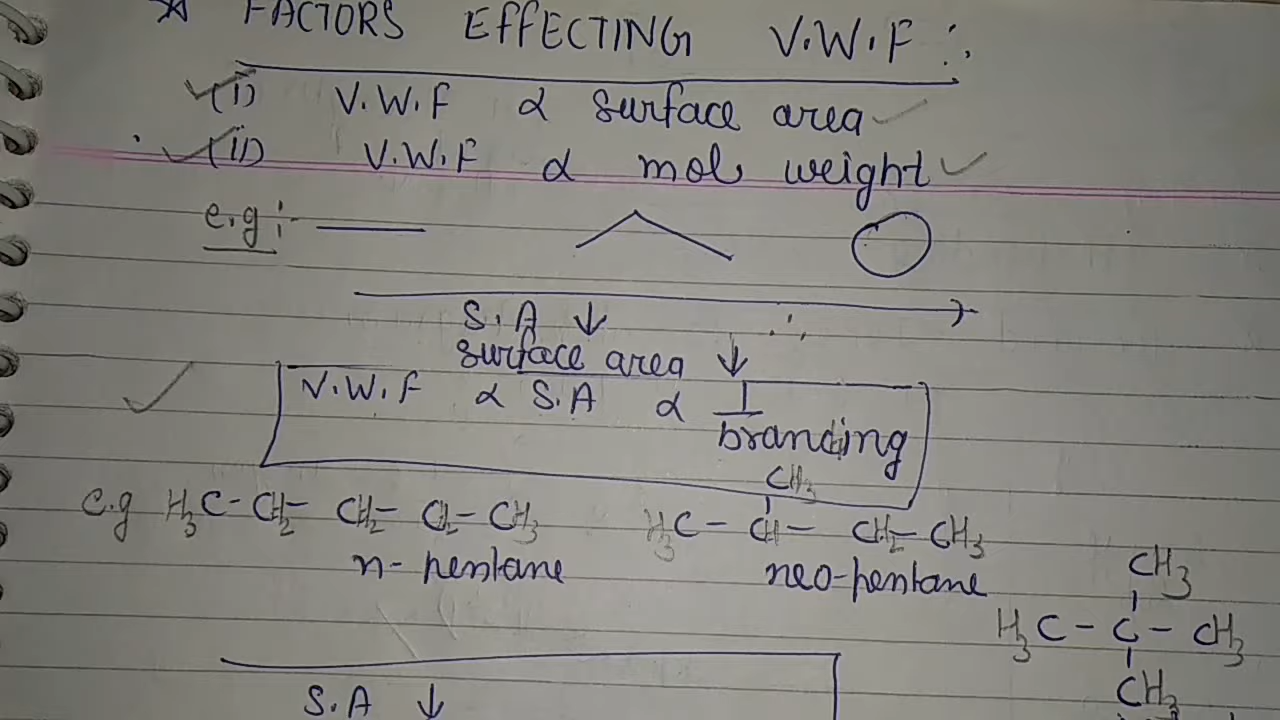 FACTORS EFFECTING V.W.F :.
(i) V.W.F α surface area
(ii) V.W.F α mol. weight
e.g :-
S.A ↓ ∴
surface area ↓
V.W.F α S.A α 1
brancing
CH3
e.g H3C-CH2- CH2- CH2- CH3 H3C - CH - CH2- CH3
n-pentane neo-pentane
CH3
H3C - C - CH3
CH3
S.A ↓